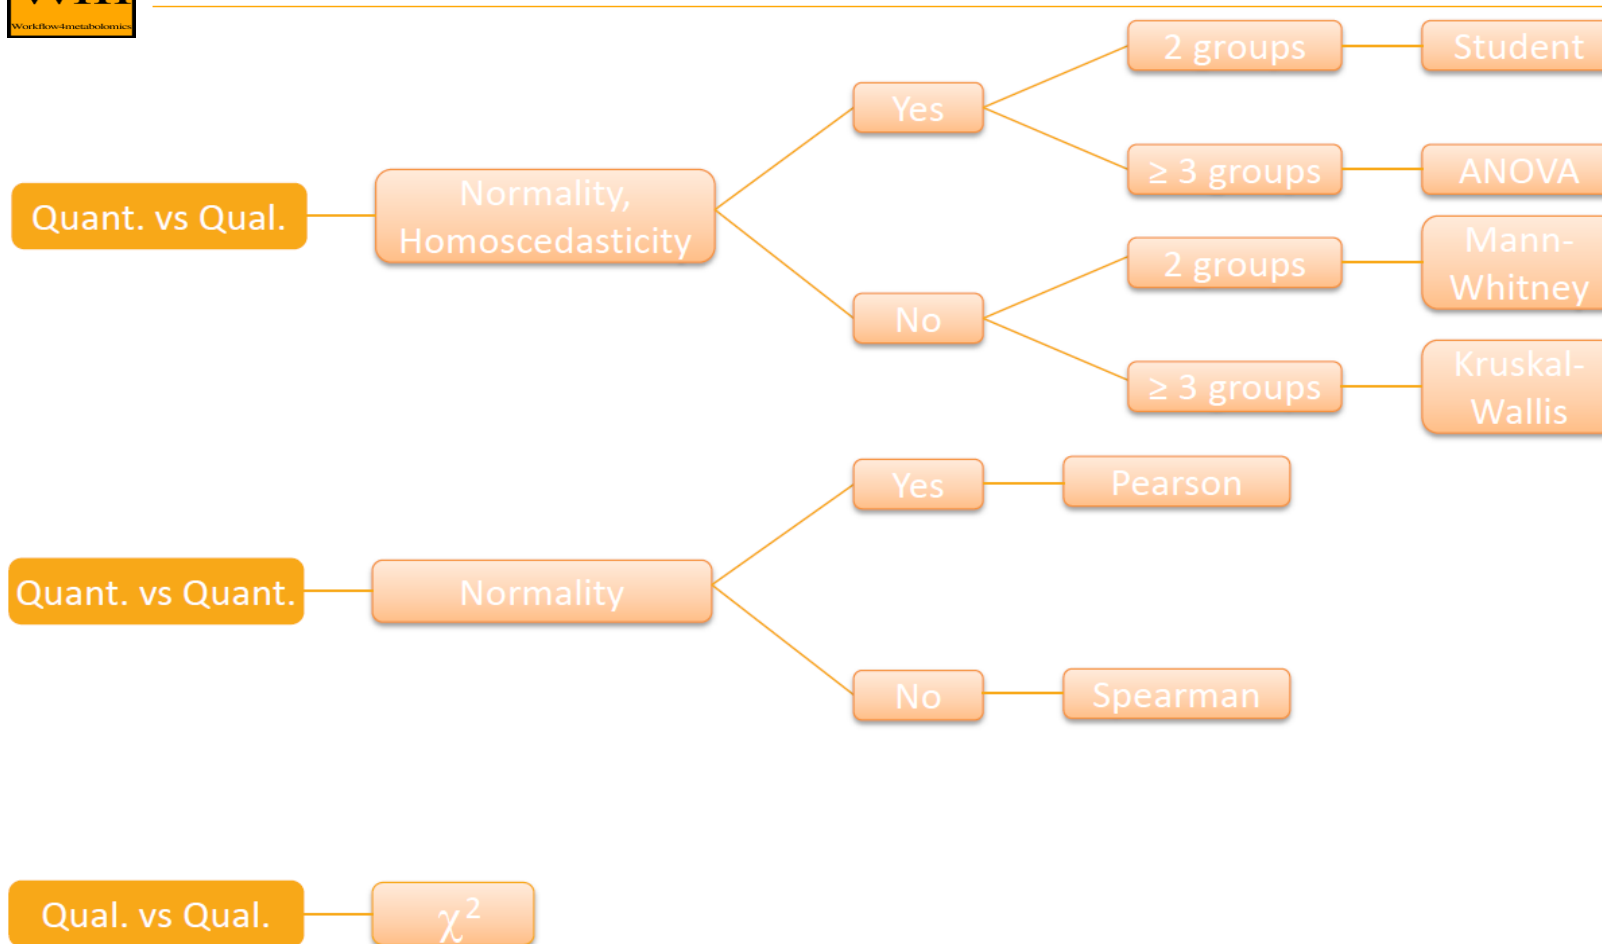 Workflow4metabolomics
2 groups
Student
Yes
≥ 3 groups
ANOVA
Quant. vs Qual.
Normality,
Homoscedasticity
2 groups
Mann-
Whitney
No
≥ 3 groups
Kruskal-
Wallis
Yes
Pearson
Quant. vs Quant.
Normality
No
Spearman
Qual. vs Qual.
χ²